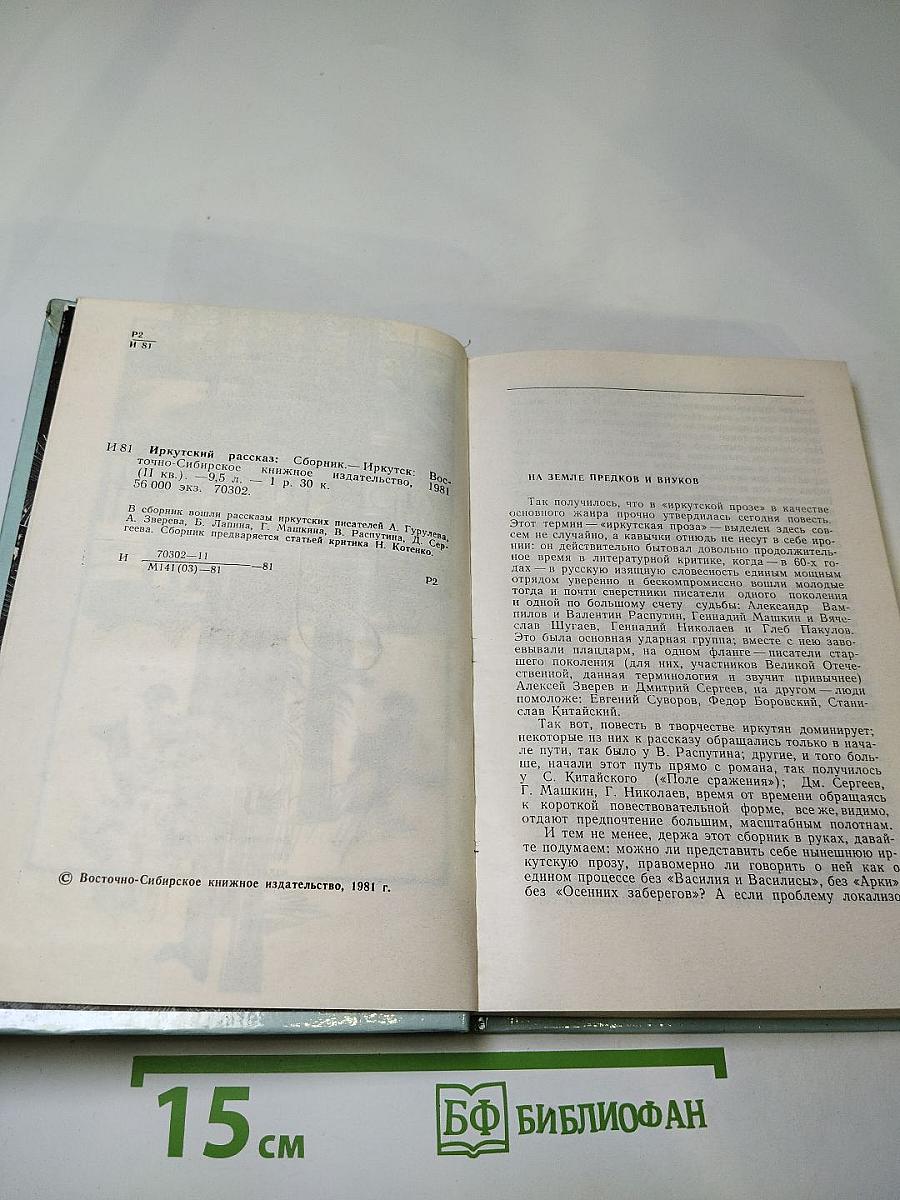 Р2
И 81
И 81 Иркутский рассказ: Сборник.— Иркутск: Вос-
точно-Сибирское книжное издательство, 1981
(II кв.). —9,5 л. — 1 р. 30 к.
56 000 экз. 70302.
В сборник вошли рассказы иркутских писателей А. Гурулева,
А. Зверева, Б. Лапина, Г. Машкина, В. Распутина, Д. Сер-
геева. Сборник предваряется статьей критика Н. Котенко.
И 70302—11
М141(03)—81 —81
Р2
© Восточно-Сибирское книжное издательство, 1981 г.
НА ЗЕМЛЕ ПРЕДКОВ И ВНУКОВ
Так получилось, что в «иркутской прозе» в качестве
основного жанра прочно утвердилась сегодня повесть.
Этот термин — «иркутская проза» — выделен здесь сов-
сем не случайно, а кавычки отнюдь не несут в себе иро-
нии: он действительно бытовал довольно продолжитель-
ное время в литературной критике, когда — в 60-х го-
дах — в русскую изящную словесность единым мощным
отрядом уверенно и бескомпромиссно вошли молодые
тогда и почти сверстники писатели одного поколения
и одной по большому счету судьбы: Александр Вам-
пилов и Валентин Распутин, Геннадий Машкин и Вяче-
слав Шугаев, Геннадий Николаев и Глеб Пакулов.
Это была основная ударная группа; вместе с нею заво-
евывали плацдарм, на одном фланге — писатели стар-
шего поколения (для них, участников Великой Отече-
ственной, данная терминология и звучит привычнее)
Алексей Зверев и Дмитрий Сергеев, на другом — люди
помоложе: Евгений Суворов, Федор Боровский, Стани-
слав Китайский.
Так вот, повесть в творчестве иркутян доминирует;
некоторые из них к рассказу обращались только в нача-
ле пути, так было у В. Распутина; другие, и того боль-
ше, начали этот путь прямо с романа, так получилось
у С. Китайского («Поле сражения»); Дм. Сергеев,
Г. Машкин, Г. Николаев, время от времени обращаясь
к короткой повествовательной форме, все же, видимо,
отдают предпочтение большим, масштабным полотнам.
И тем не менее, держа этот сборник в руках, давай-
те подумаем: можно ли представить себе нынешнюю ир-
кутскую прозу, правомерно ли говорить о ней как о
едином процессе без «Василия и Василисы», без «Арки»
без «Осенних заберегов»? А если проблему локализо
15 см
БФ БИБЛИОФАН